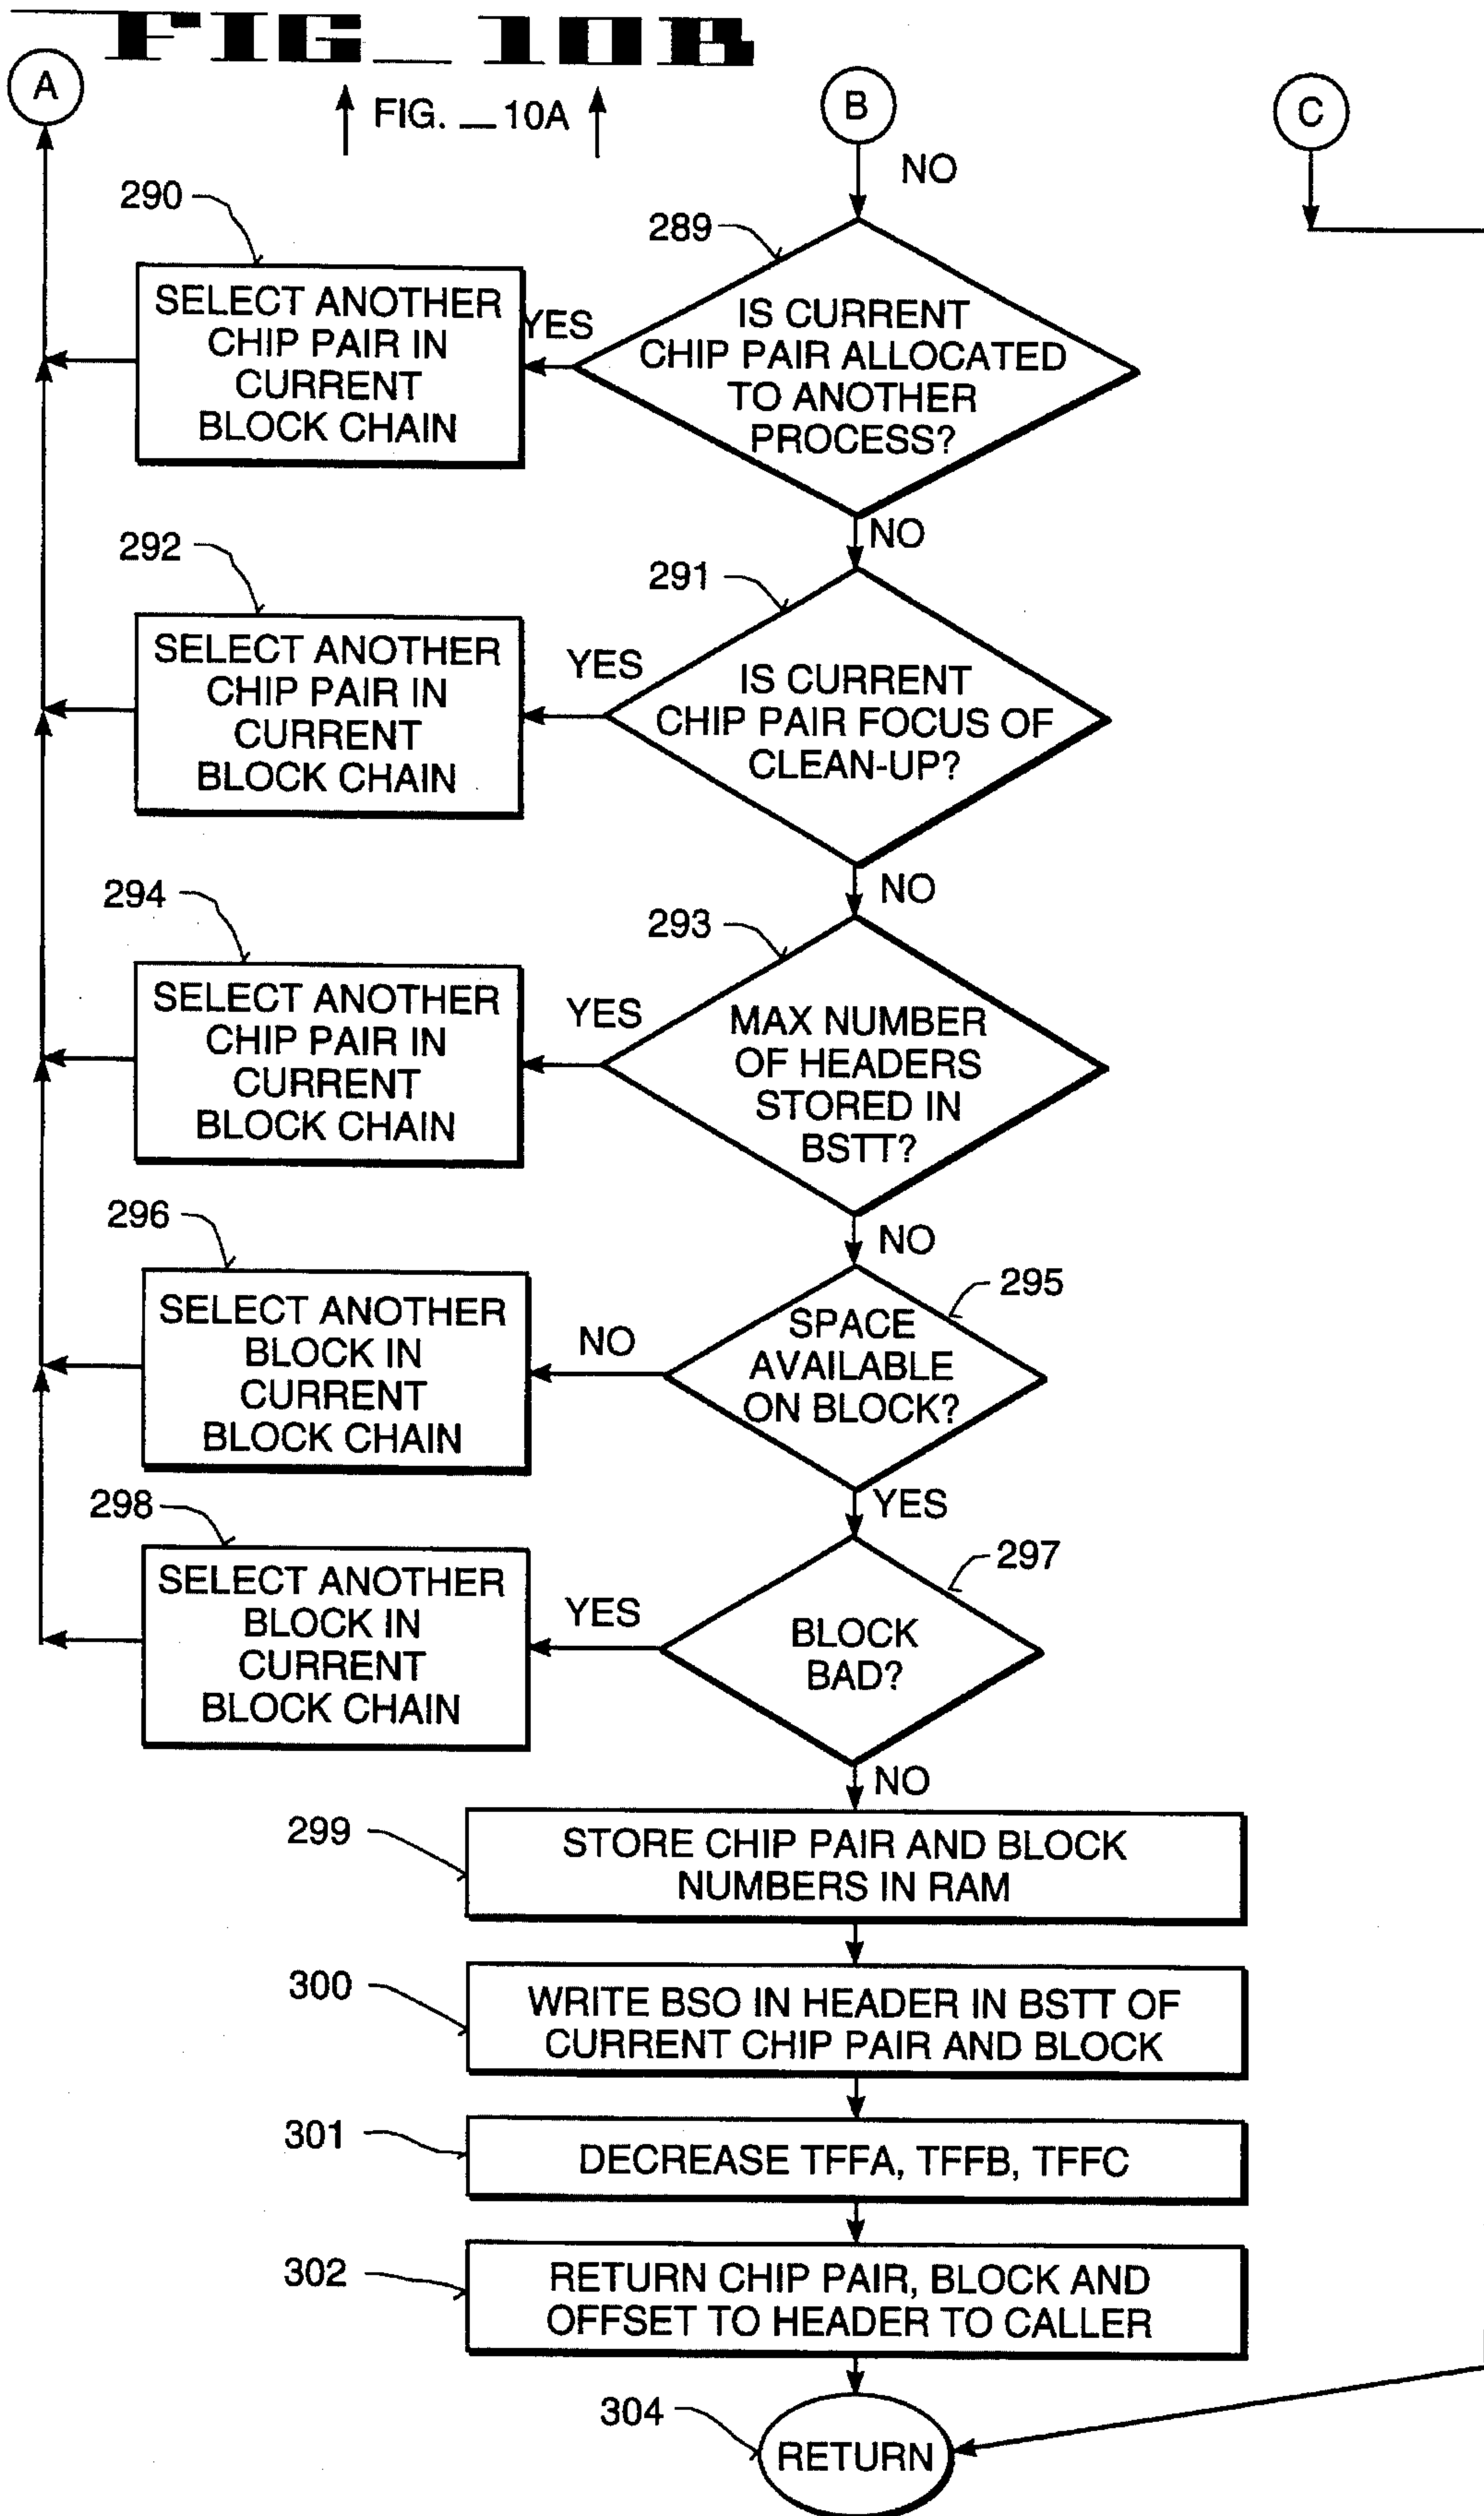 FIG_10B
A
FIG. _ 10A
B
C
NO
290
289
SELECT ANOTHER
CHIP PAIR IN
CURRENT
BLOCK CHAIN
YES
IS CURRENT
CHIP PAIR ALLOCATED
TO ANOTHER
PROCESS?
NO
292
291
SELECT ANOTHER
CHIP PAIR IN
CURRENT
BLOCK CHAIN
YES
IS CURRENT
CHIP PAIR FOCUS OF
CLEAN-UP?
NO
294
293
SELECT ANOTHER
CHIP PAIR IN
CURRENT
BLOCK CHAIN
YES
MAX NUMBER
OF HEADERS
STORED IN
BSTT?
NO
296
295
SELECT ANOTHER
BLOCK IN
CURRENT
BLOCK CHAIN
NO
SPACE
AVAILABLE
ON BLOCK?
YES
298
297
SELECT ANOTHER
BLOCK IN
CURRENT
BLOCK CHAIN
YES
BLOCK
BAD?
NO
299
STORE CHIP PAIR AND BLOCK
NUMBERS IN RAM
300
WRITE BSO IN HEADER IN BSTT OF
CURRENT CHIP PAIR AND BLOCK
301
DECREASE TFFA, TFFB, TFFC
302
RETURN CHIP PAIR, BLOCK AND
OFFSET TO HEADER TO CALLER
304
RETURN